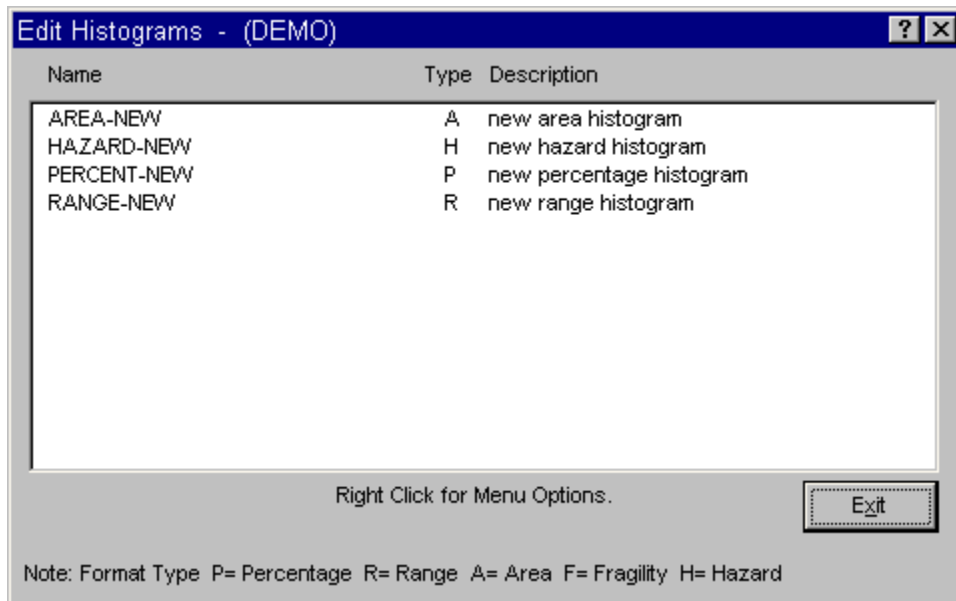 Edit Histograms - (DEMO)
Name Type Description
AREA-NEW A new area histogram
HAZARD-NEW H new hazard histogram
PERCENT-NEW P new percentage histogram
RANGE-NEW R new range histogram
Right Click for Menu Options.
Exit
Note: Format Type P= Percentage R= Range A= Area F= Fragility H= Hazard